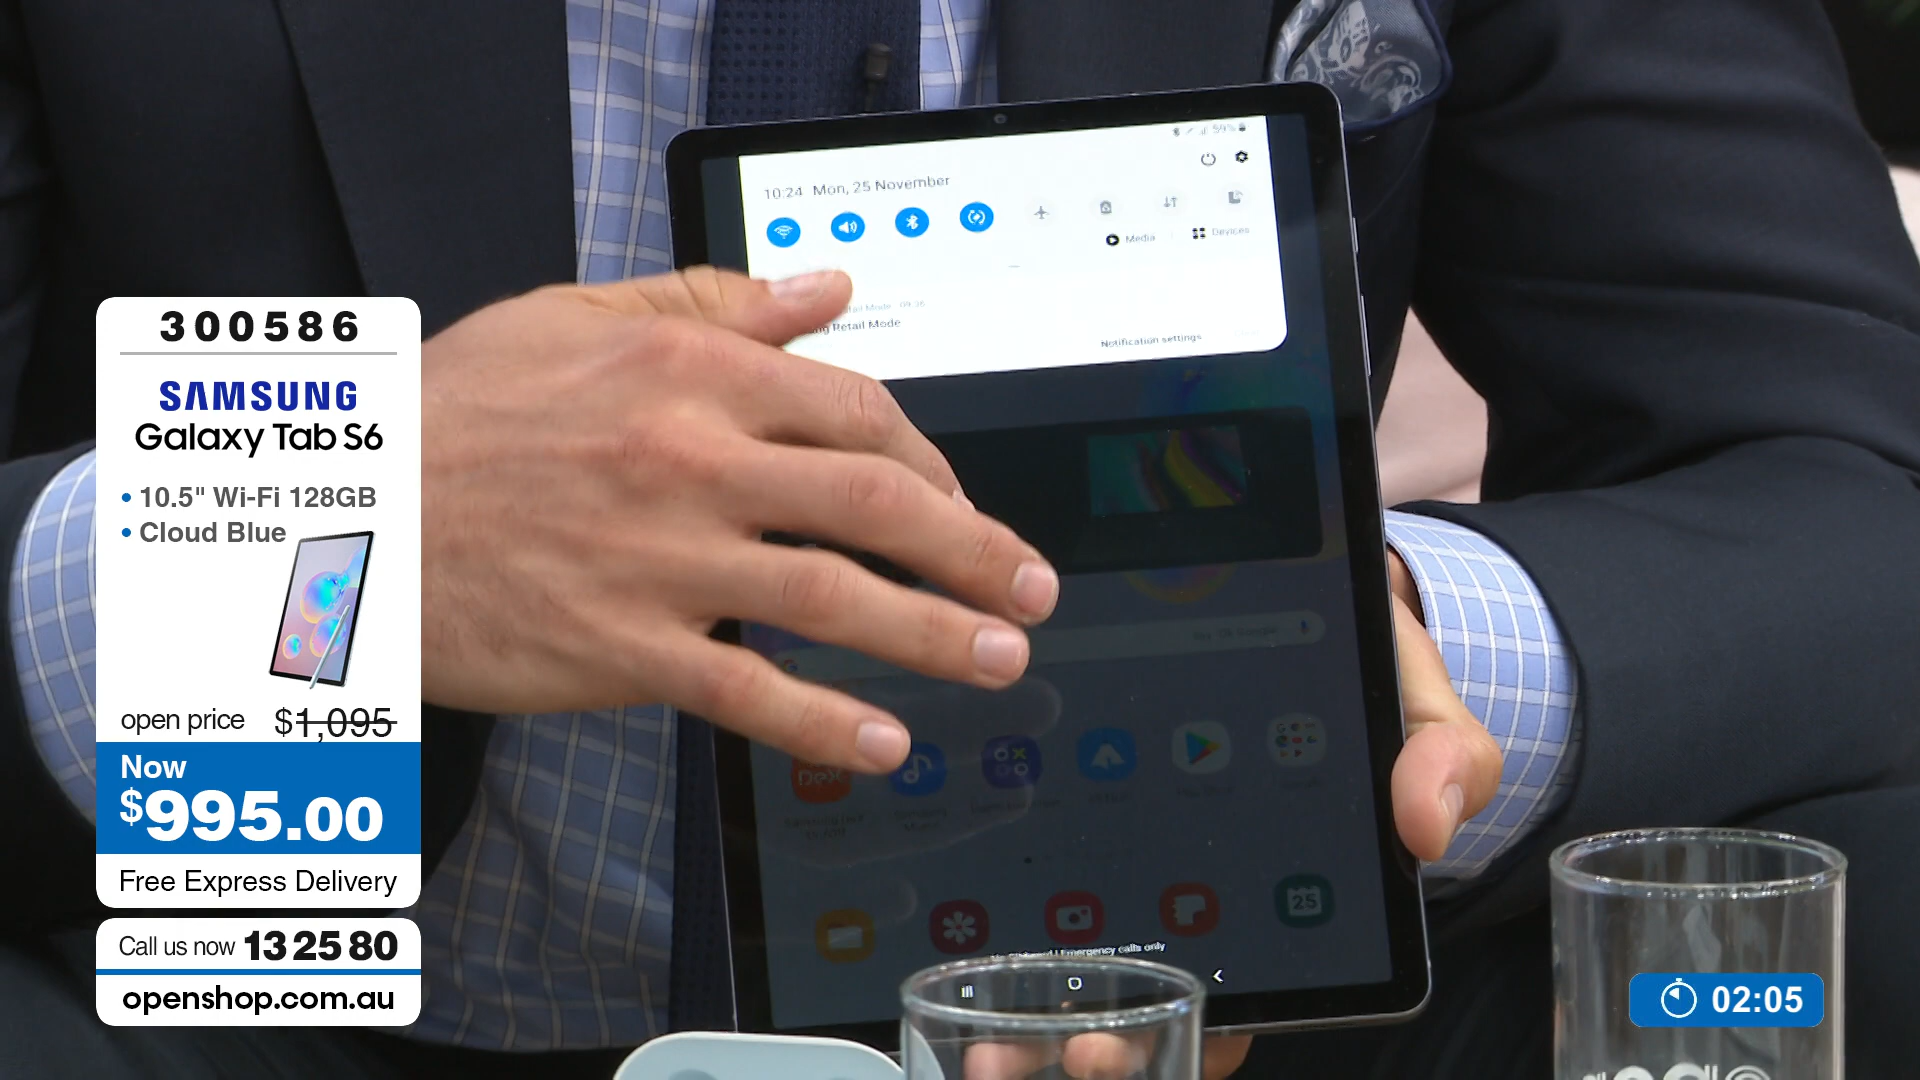 300586
SAMSUNG
Galaxy Tab S6
• 10.5" Wi-Fi 128GB
• Cloud Blue
open price $1,095
Now
$995.00
Free Express Delivery
Call us now 13 25 80
openshop.com.au
59%
10:24 Mon, 25 November
Media
Devices
Retail Mode
Notification settings
25
Emergency calls only
02:05